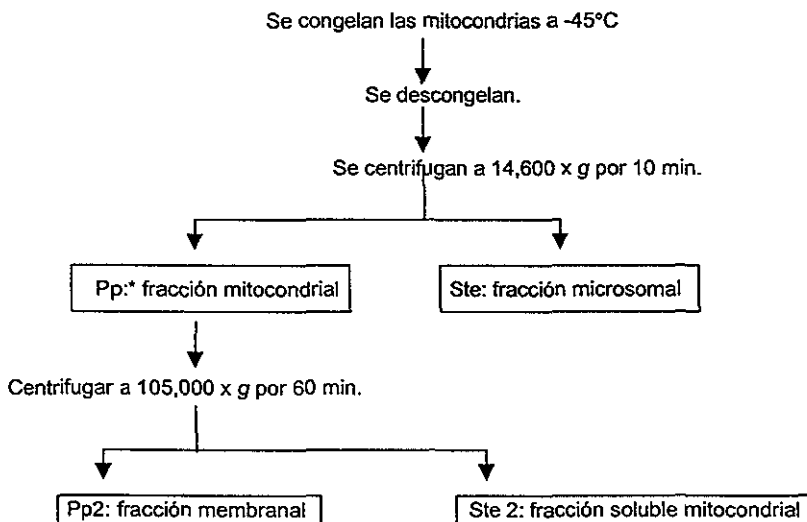 Se congelan las mitocondrias a -45°C
Se descongelan.
Se centrifugan a 14,600 x g por 10 min.
Pp:* fracción mitocondrial
Ste: fracción microsomal
Centrifugar a 105,000 x g por 60 min.
Pp2: fracción membranal
Ste 2: fracción soluble mitocondrial